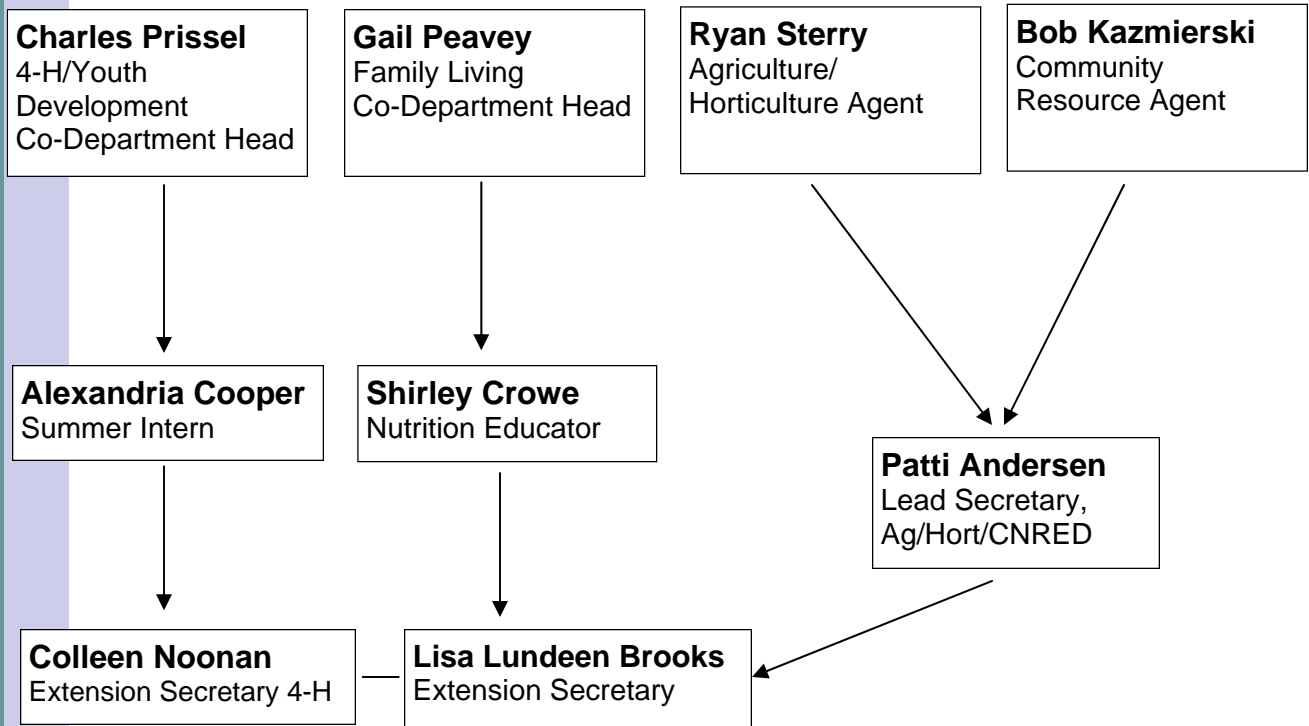 Charles Prissel
4-H/Youth
Development
Co-Department Head
Gail Peavey
Family Living
Co-Department Head
Ryan Sterry
Agriculture/
Horticulture Agent
Bob Kazmierski
Community
Resource Agent
Alexandria Cooper
Summer Intern
Shirley Crowe
Nutrition Educator
Patti Andersen
Lead Secretary,
Ag/Hort/CNRED
Colleen Noonan
Extension Secretary 4-H
Lisa Lundeen Brooks
Extension Secretary